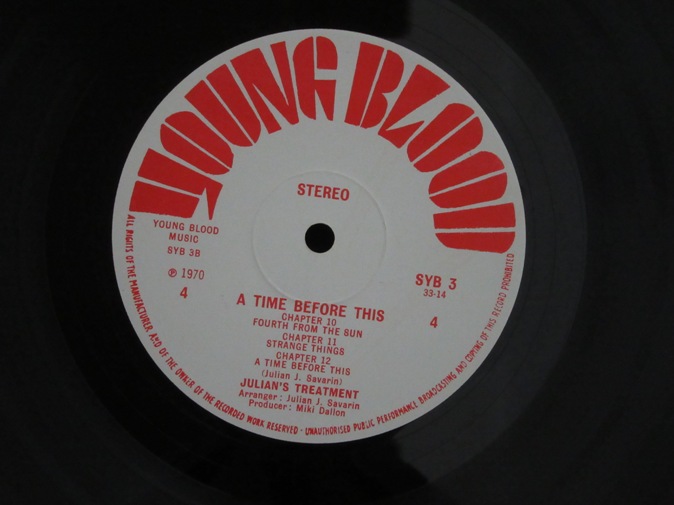 YOUNG BLOOD
STEREO
YOUNG BLOOD
MUSIC
SYB 3B
℗ 1970
4
SYB 3
33-14
4
A TIME BEFORE THIS
CHAPTER 10
FOURTH FROM THE SUN
CHAPTER 11
STRANGE THINGS
CHAPTER 12
A TIME BEFORE THIS
(Julian J. Savarin)
JULIAN'S TREATMENT
Arranger: Julian J. Savarin
Producer: Miki Dallon
ALL RIGHTS OF THE MANUFACTURER AND OF THE OWNER OF THE RECORDED WORK RESERVED · UNAUTHORISED PUBLIC PERFORMANCE BROADCASTING AND COPYING OF THIS RECORD PROHIBITED